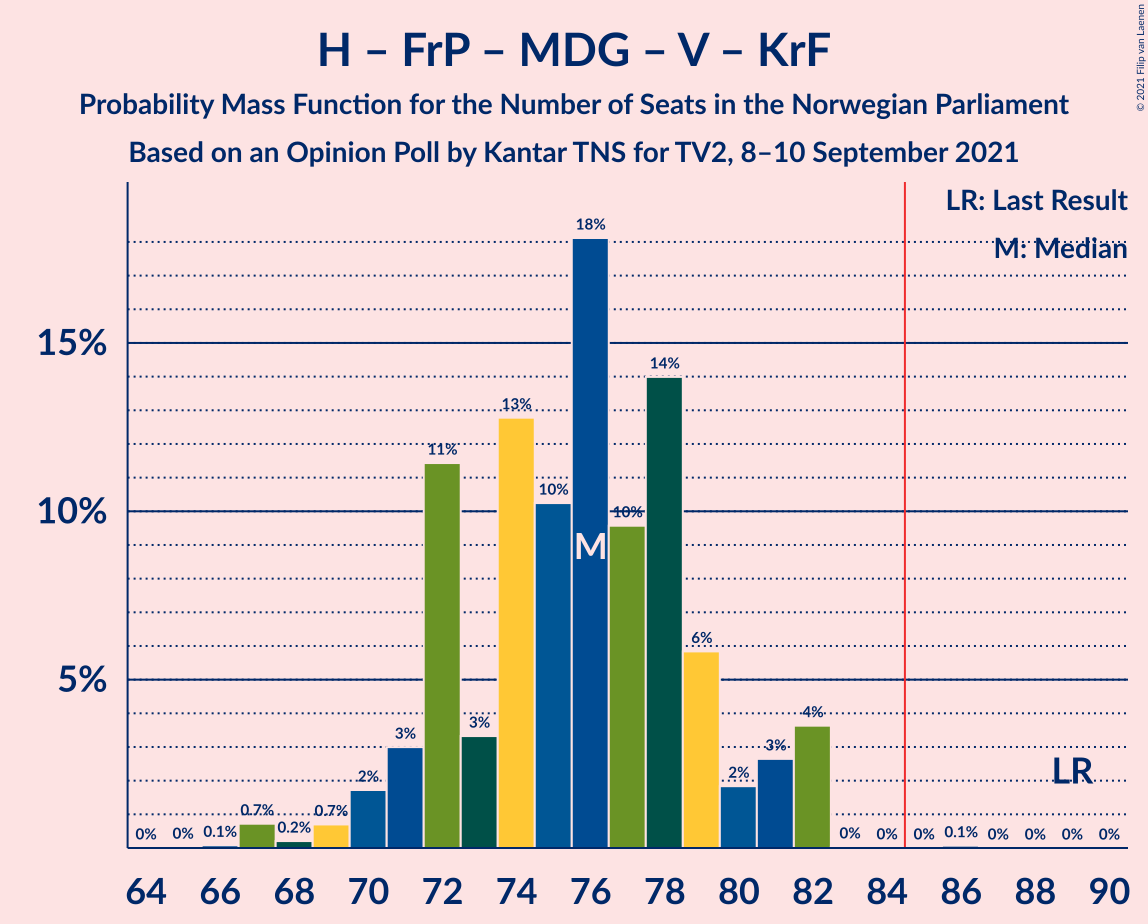 H – FrP – MDG – V – KrF
Probability Mass Function for the Number of Seats in the Norwegian Parliament
Based on an Opinion Poll by Kantar TNS for TV2, 8–10 September 2021
© 2021 Filip van Laenen
LR: Last Result
M: Median
15%
10%
5%
0% 0% 0.1% 0.7% 0.2% 0.7% 2% 3% 11% 3% 13% 10% 18% 10% 14% 6% 2% 3% 4% 0% 0% 0% 0.1% 0% 0% 0% 0%
M
LR
64 66 68 70 72 74 76 78 80 82 84 86 88 90